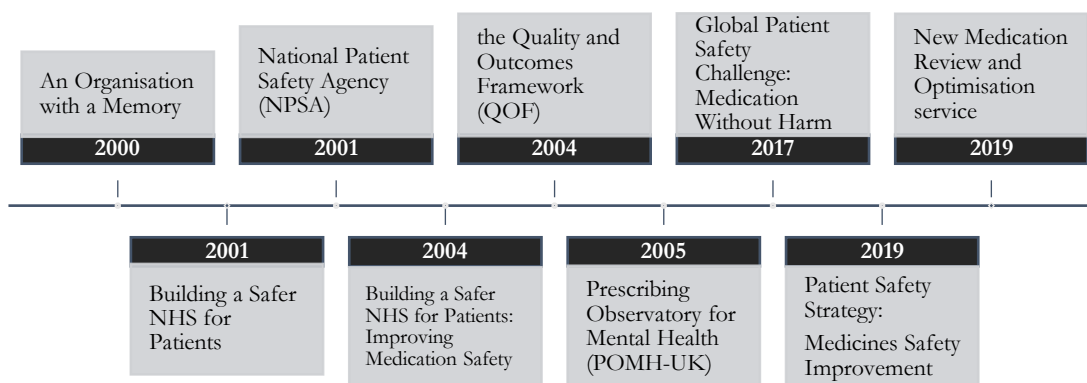 An Organisation
with a Memory
2000
National Patient
Safety Agency
(NPSA)
2001
the Quality and
Outcomes
Framework
(QOF)
2004
Global Patient
Safety
Challenge:
Medication
Without Harm
2017
New Medication
Review and
Optimisation
service
2019
2001
Building a Safer
NHS for
Patients
2004
Building a Safer
NHS for Patients:
Improving
Medication Safety
2005
Prescribing
Observatory for
Mental Health
(POMH-UK)
2019
Patient Safety
Strategy:
Medicines Safety
Improvement